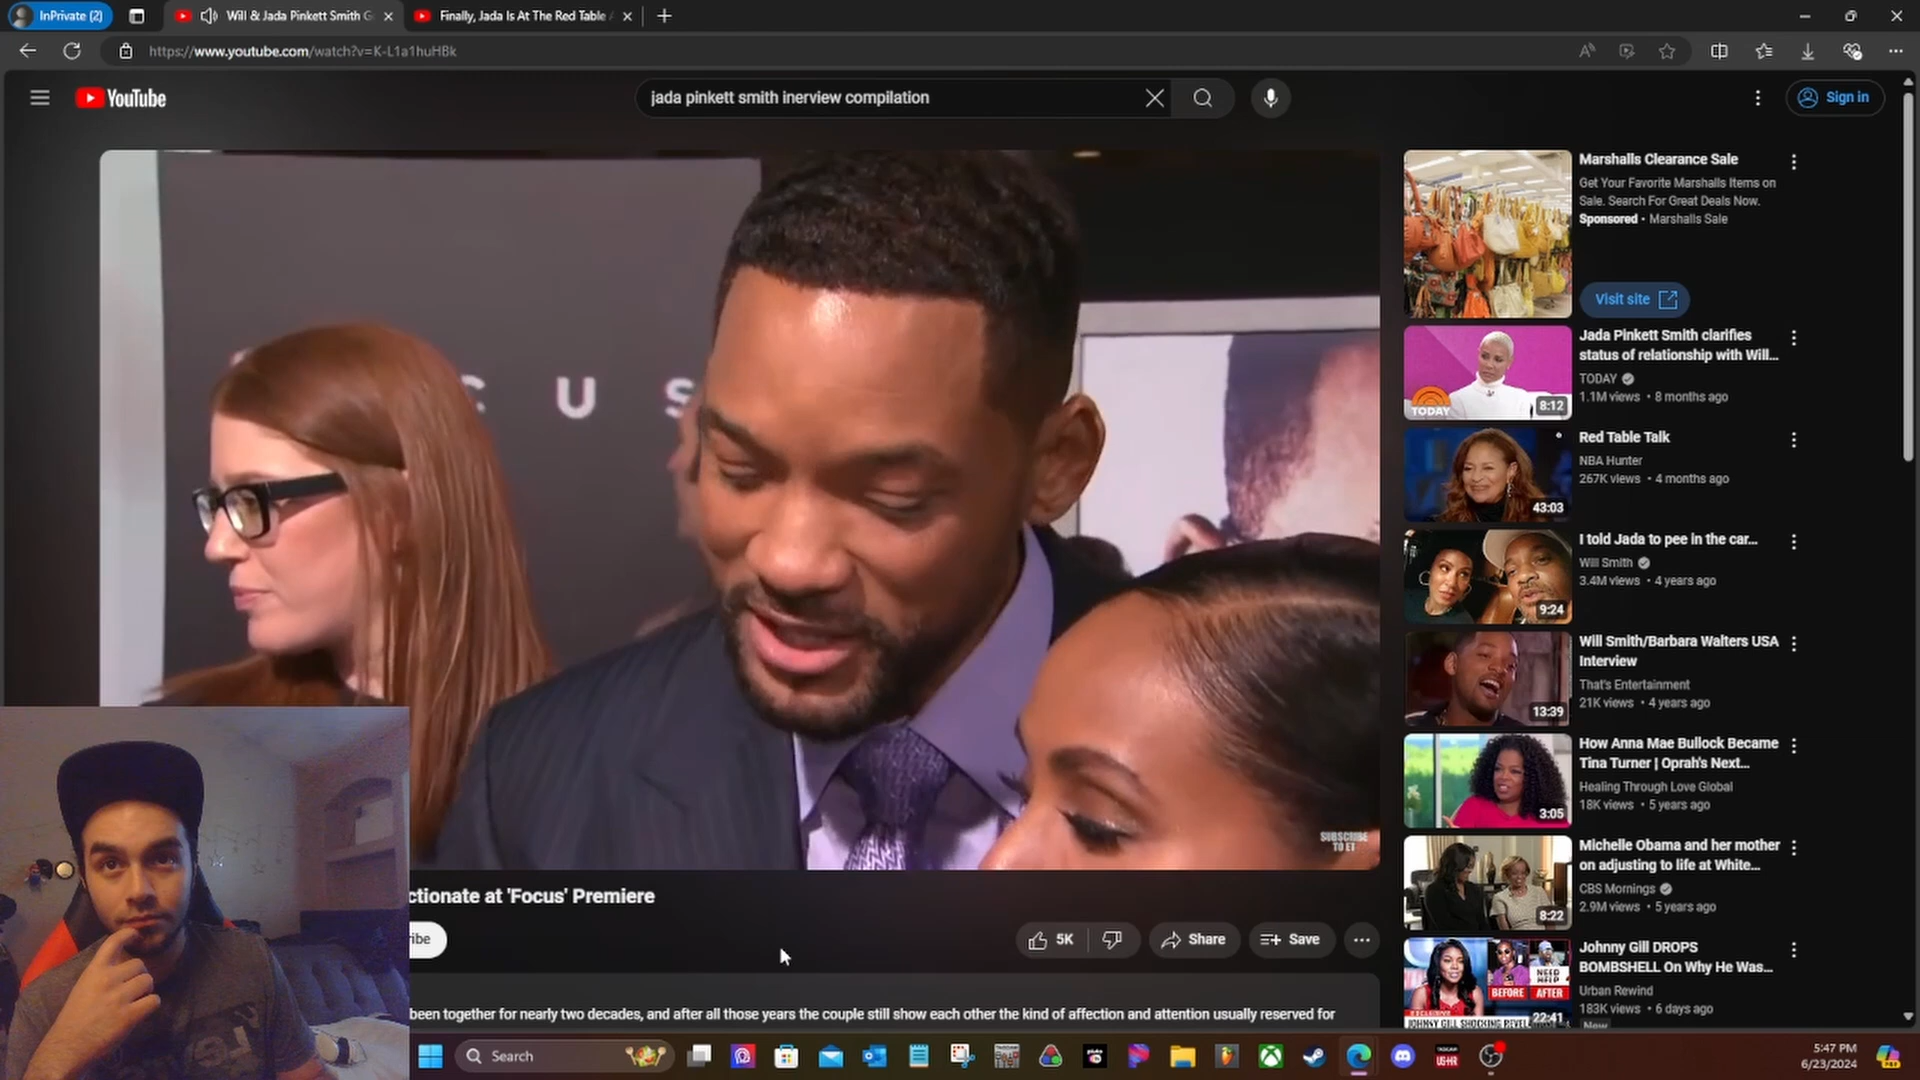 InPrivate (2)
Will & Jada Pinkett Smith G
Finally, Jada Is At The Red Table
https://www.youtube.com/watch?v=K-L1a1huHBk
YouTube
jada pinkett smith inerview compilation
Sign in
C U S
SUBSCRIBE
TO ET
Marshalls Clearance Sale
Get Your Favorite Marshalls Items on
Sale. Search For Great Deals Now.
Sponsored • Marshalls Sale
Visit site
Jada Pinkett Smith clarifies
status of relationship with Will...
TODAY
1.1M views • 8 months ago
TODAY
8:12
Red Table Talk
NBA Hunter
267K views • 4 months ago
43:03
I told Jada to pee in the car...
Will Smith
3.4M views • 4 years ago
9:24
Will Smith/Barbara Walters USA
Interview
That's Entertainment
21K views • 4 years ago
13:39
How Anna Mae Bullock Became
Tina Turner | Oprah's Next...
Healing Through Love Global
18K views • 5 years ago
3:05
Michelle Obama and her mother
on adjusting to life at White...
CBS Mornings
2.9M views • 5 years ago
8:22
Johnny Gill DROPS
BOMBSHELL On Why He Was...
Urban Rewind
183K views • 6 days ago
New
NEED HELP
BEFORE AFTER
22:41
ctionate at 'Focus' Premiere
ibe
5K
Share
Save
been together for nearly two decades, and after all those years the couple still show each other the kind of affection and attention usually reserved for
Search
5:47 PM
6/23/2024